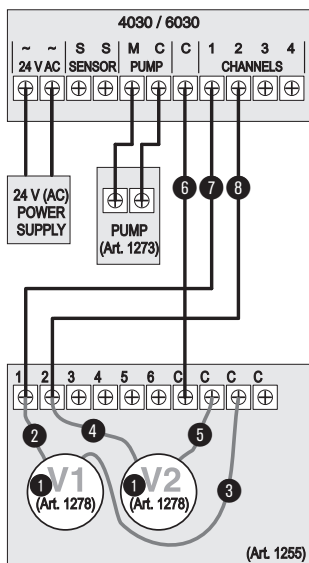 4030 / 6030
~ ~ S S M C C 1 2 3 4
24 V AC SENSOR PUMP CHANNELS
24 V (AC)
POWER
SUPPLY
PUMP
(Art. 1273)
6 7 8
1 2 3 4 5 6 C C C C
2 4 5
1 V1 1 V2 3
(Art. 1278) (Art. 1278)
(Art. 1255)